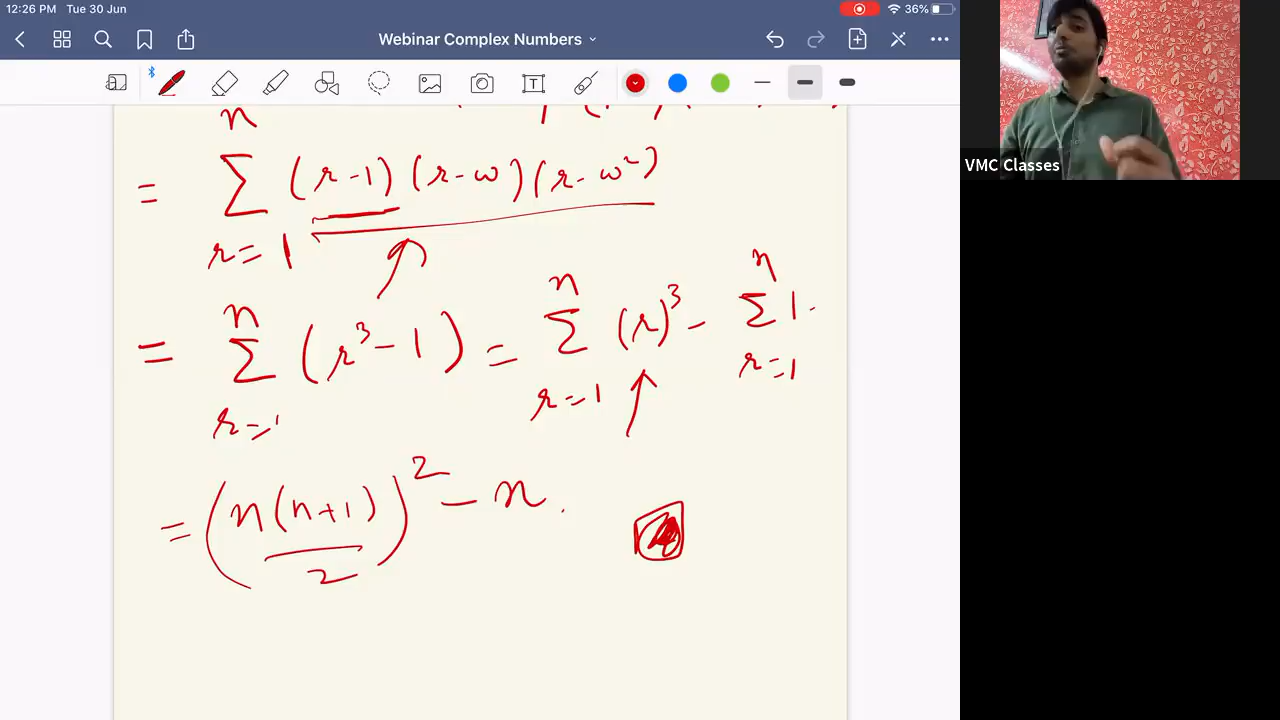 12:26 PM Tue 30 Jun 36%
Webinar Complex Numbers
VMC Classes
n
= Σ (r-1)(r-ω)(r-ω²)
r=1
n n n
= Σ (r³-1) = Σ (r)³ - Σ 1.
r=1 r=1 r=1
= (n(n+1)/2)² - n.